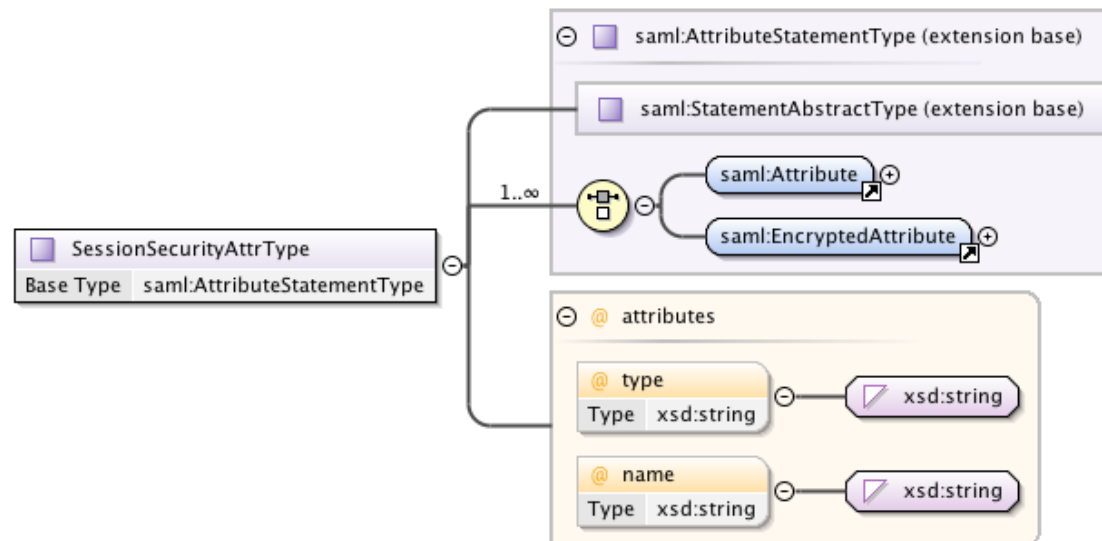 saml:AttributeStatementType (extension base)
saml:StatementAbstractType (extension base)
1..∞
saml:Attribute
saml:EncryptedAttribute
SessionSecurityAttrType
Base Type saml:AttributeStatementType
@ attributes
@ type
Type xsd:string
xsd:string
@ name
Type xsd:string
xsd:string